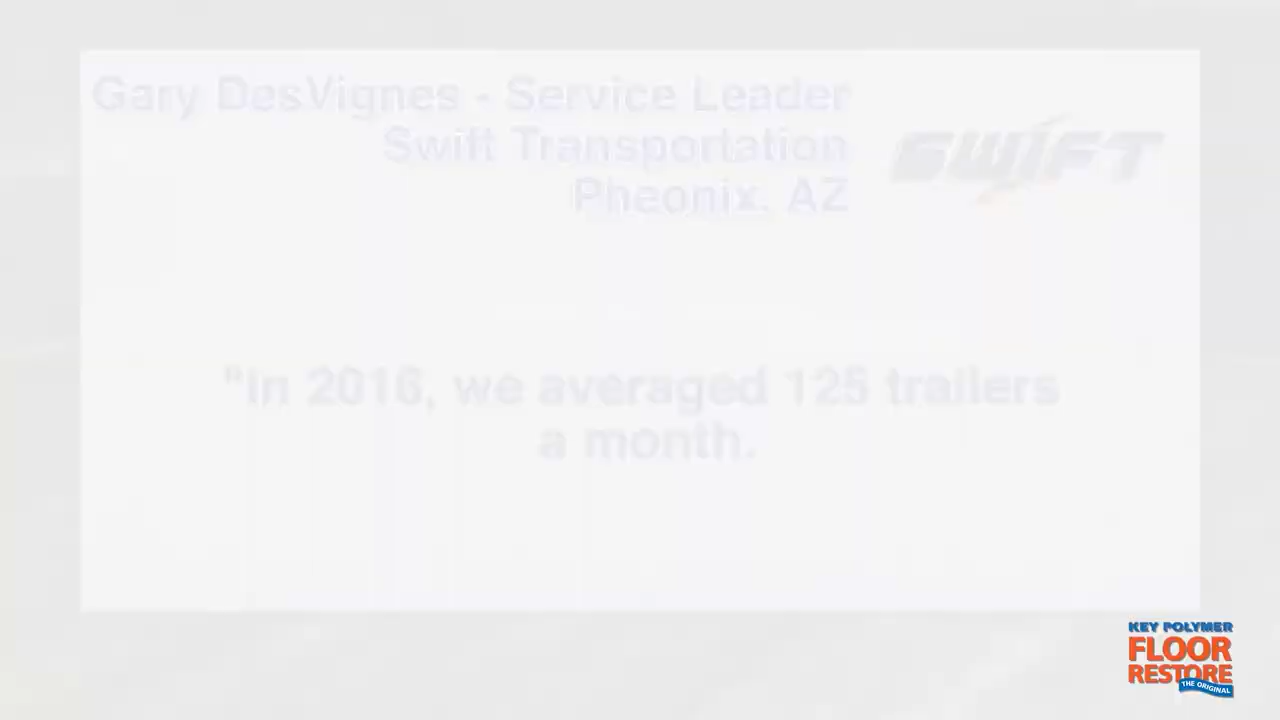 Gary DesVignes - Service Leader
Swift Transportation
Pheonix, AZ
SWIFT
"In 2016, we averaged 125 trailers
a month.
KEY POLYMER
FLOOR
RESTORE
THE ORIGINAL